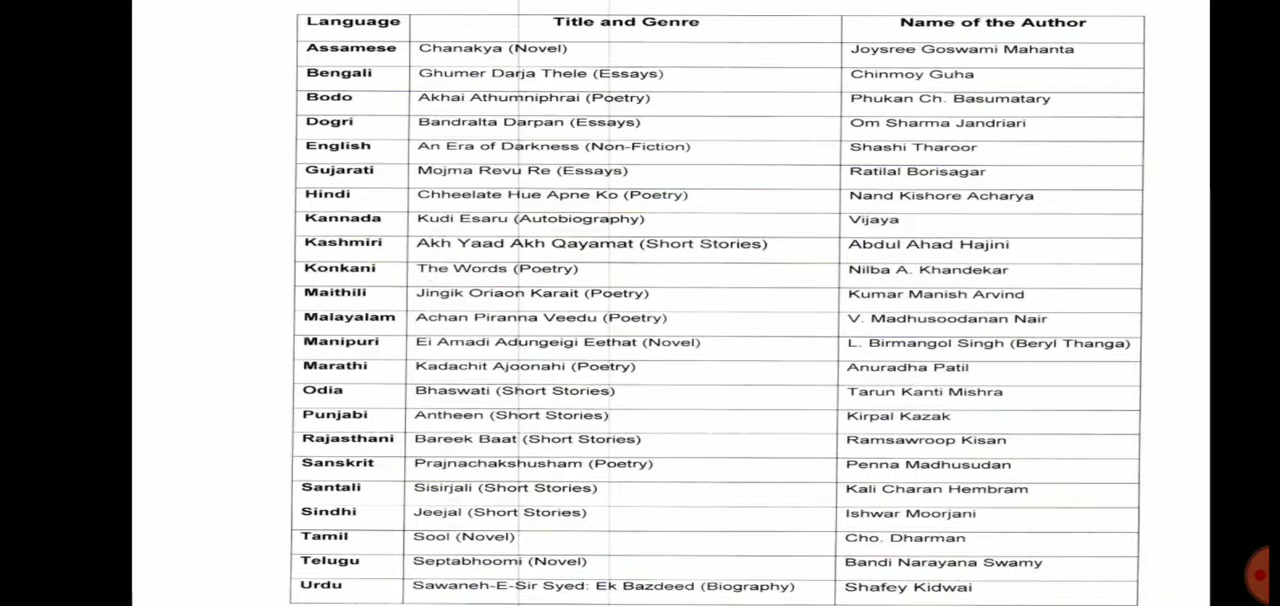 Language Title and Genre Name of the Author
Assamese Chanakya (Novel) Joysree Goswami Mahanta
Bengali Ghumer Darja Thele (Essays) Chinmoy Guha
Bodo Akhai Athumniphrai (Poetry) Phukan Ch. Basumatary
Dogri Bandralta Darpan (Essays) Om Sharma Jandriari
English An Era of Darkness (Non-Fiction) Shashi Tharoor
Gujarati Mojma Revu Re (Essays) Ratilal Borisagar
Hindi Chheelate Hue Apne Ko (Poetry) Nand Kishore Acharya
Kannada Kudi Esaru (Autobiography) Vijaya
Kashmiri Akh Yaad Akh Qayamat (Short Stories) Abdul Ahad Hajini
Konkani The Words (Poetry) Nilba A. Khandekar
Maithili Jingik Oriaon Karait (Poetry) Kumar Manish Arvind
Malayalam Achan Piranna Veedu (Poetry) V. Madhusoodanan Nair
Manipuri Ei Amadi Adungeigi Eethat (Novel) L. Birmangol Singh (Beryl Thanga)
Marathi Kadachit Ajoonahi (Poetry) Anuradha Patil
Odia Bhaswati (Short Stories) Tarun Kanti Mishra
Punjabi Antheen (Short Stories) Kirpal Kazak
Rajasthani Bareek Baat (Short Stories) Ramsawroop Kisan
Sanskrit Prajnachakshusham (Poetry) Penna Madhusudan
Santali Sisirjali (Short Stories) Kali Charan Hembram
Sindhi Jeejal (Short Stories) Ishwar Moorjani
Tamil Sool (Novel) Cho. Dharman
Telugu Septabhoomi (Novel) Bandi Narayana Swamy
Urdu Sawaneh-E-Sir Syed: Ek Bazdeed (Biography) Shafey Kidwai